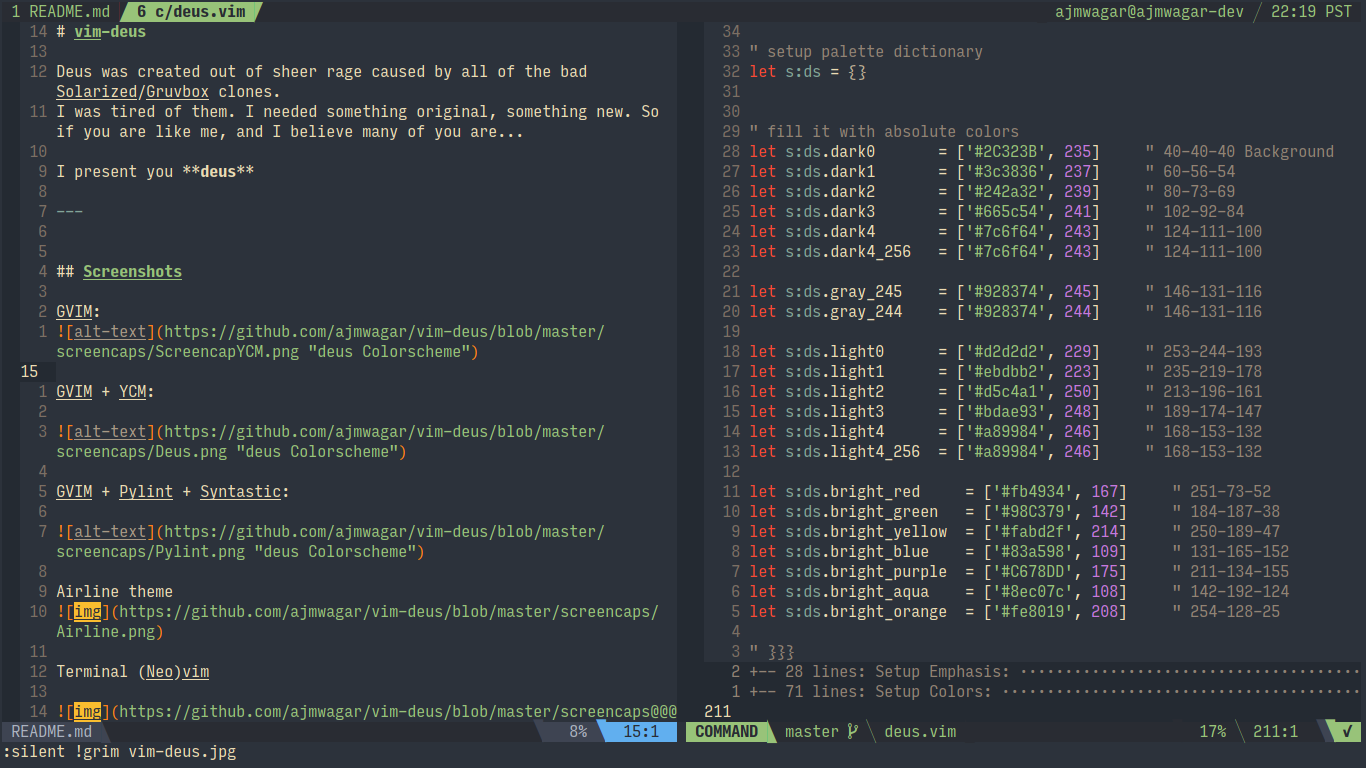 1 README.md 6 c/deus.vim ajmwagar@ajmwagar-dev 22:19 PST
14 # vim-deus
13
12 Deus was created out of sheer rage caused by all of the bad
Solarized/Gruvbox clones.
11 I was tired of them. I needed something original, something new. So
if you are like me, and I believe many of you are...
10
9 I present you **deus**
8
7 ---
6
5
4 ## Screenshots
3
2 GVIM:
1 ![alt-text](https://github.com/ajmwagar/vim-deus/blob/master/
screencaps/ScreencapYCM.png "deus Colorscheme")
15
1 GVIM + YCM:
2
3 ![alt-text](https://github.com/ajmwagar/vim-deus/blob/master/
screencaps/Deus.png "deus Colorscheme")
4
5 GVIM + Pylint + Syntastic:
6
7 ![alt-text](https://github.com/ajmwagar/vim-deus/blob/master/
screencaps/Pylint.png "deus Colorscheme")
8
9 Airline theme
10 ![img](https://github.com/ajmwagar/vim-deus/blob/master/screencaps/
Airline.png)
11
12 Terminal (Neo)vim
13
14 ![img](https://github.com/ajmwagar/vim-deus/blob/master/screencaps@@@
README.md 8% 15:1
34
33 " setup palette dictionary
32 let s:ds = {}
31
30
29 " fill it with absolute colors
28 let s:ds.dark0 = ['#2C323B', 235] " 40-40-40 Background
27 let s:ds.dark1 = ['#3c3836', 237] " 60-56-54
26 let s:ds.dark2 = ['#242a32', 239] " 80-73-69
25 let s:ds.dark3 = ['#665c54', 241] " 102-92-84
24 let s:ds.dark4 = ['#7c6f64', 243] " 124-111-100
23 let s:ds.dark4_256 = ['#7c6f64', 243] " 124-111-100
22
21 let s:ds.gray_245 = ['#928374', 245] " 146-131-116
20 let s:ds.gray_244 = ['#928374', 244] " 146-131-116
19
18 let s:ds.light0 = ['#d2d2d2', 229] " 253-244-193
17 let s:ds.light1 = ['#ebdbb2', 223] " 235-219-178
16 let s:ds.light2 = ['#d5c4a1', 250] " 213-196-161
15 let s:ds.light3 = ['#bdae93', 248] " 189-174-147
14 let s:ds.light4 = ['#a89984', 246] " 168-153-132
13 let s:ds.light4_256 = ['#a89984', 246] " 168-153-132
12
11 let s:ds.bright_red = ['#fb4934', 167] " 251-73-52
10 let s:ds.bright_green = ['#98C379', 142] " 184-187-38
9 let s:ds.bright_yellow = ['#fabd2f', 214] " 250-189-47
8 let s:ds.bright_blue = ['#83a598', 109] " 131-165-152
7 let s:ds.bright_purple = ['#C678DD', 175] " 211-134-155
6 let s:ds.bright_aqua = ['#8ec07c', 108] " 142-192-124
5 let s:ds.bright_orange = ['#fe8019', 208] " 254-128-25
4
3 " }}}
2 +-- 28 lines: Setup Emphasis: ······································
1 +-- 71 lines: Setup Colors: ········································
211
COMMAND master deus.vim 17% 211:1 ✓
:silent !grim vim-deus.jpg